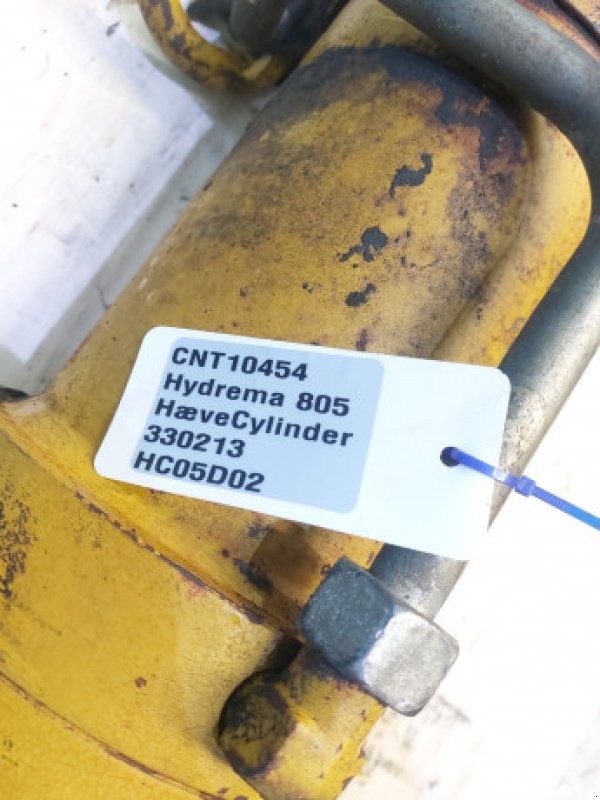 CNT10454
Hydrema 805
HæveCylinder
330213
HC05D02